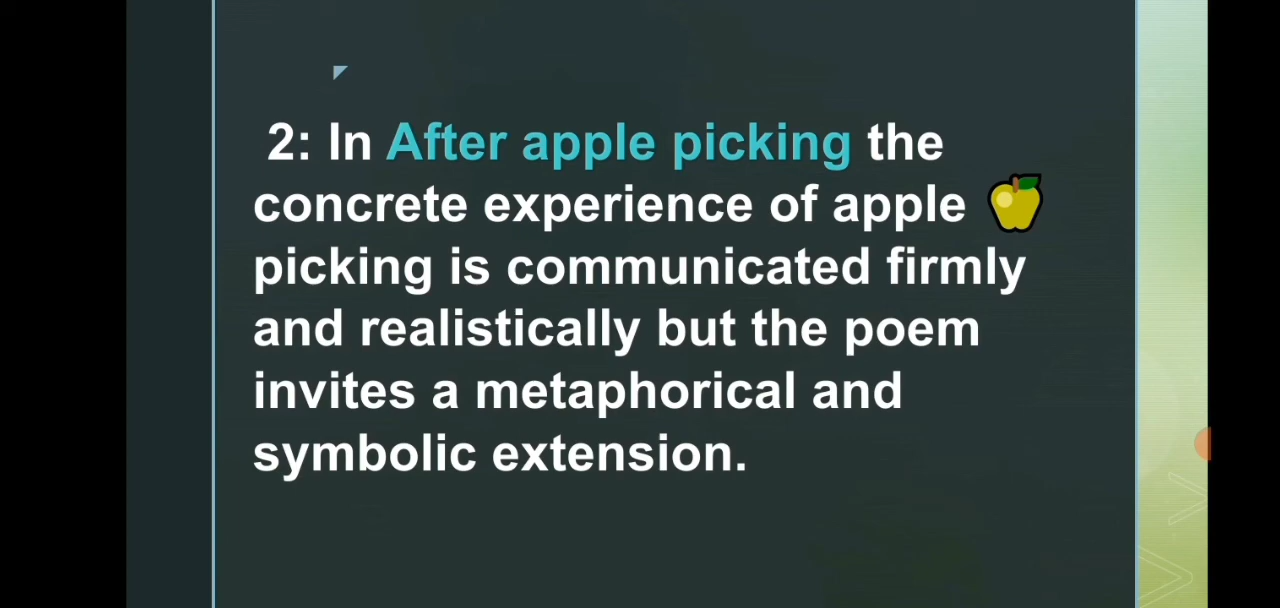 2: In After apple picking the
concrete experience of apple
picking is communicated firmly
and realistically but the poem
invites a metaphorical and
symbolic extension.